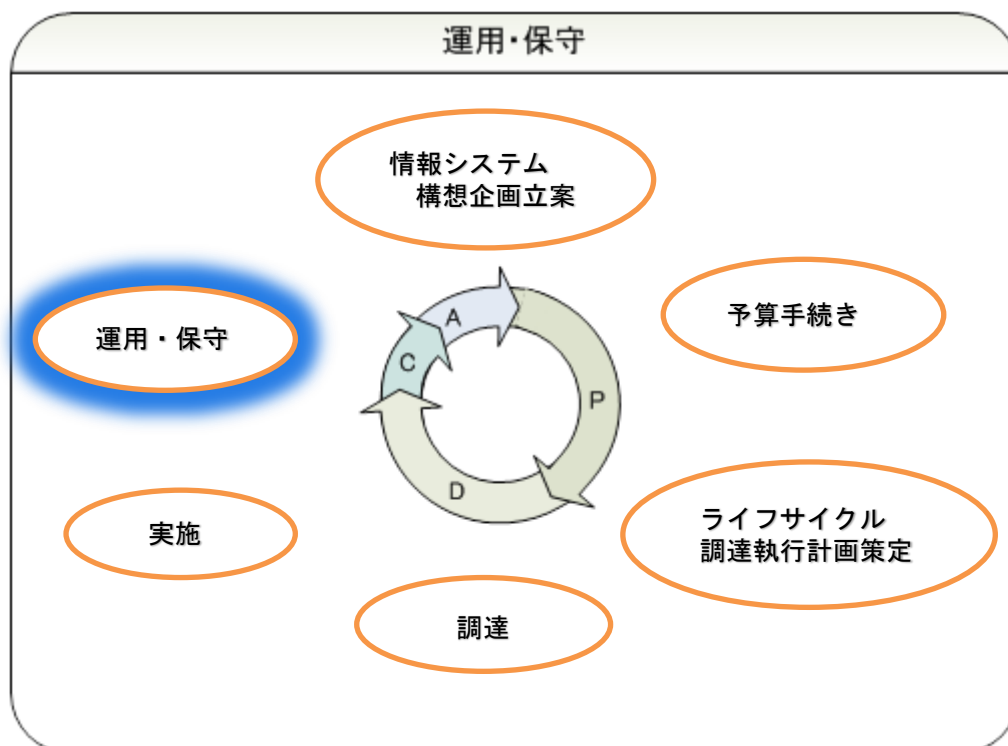 運用・保守
情報システム
構想企画立案
予算手続き
運用・保守
A
C
P
D
ライフサイクル
調達執行計画策定
実施
調達